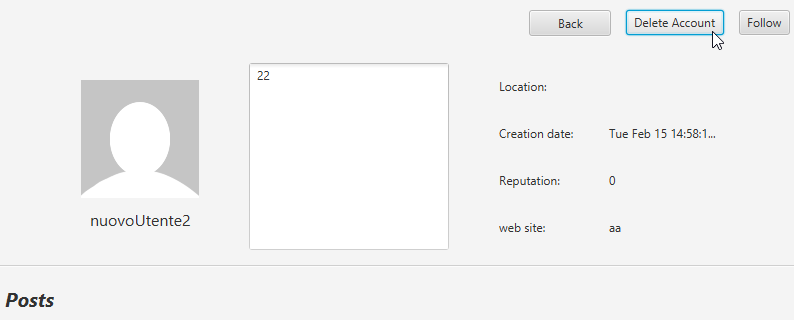 Back
Delete Account
Follow
22
Location:
Creation date: Tue Feb 15 14:58:1...
Reputation: 0
nuovoUtente2
web site: aa
Posts